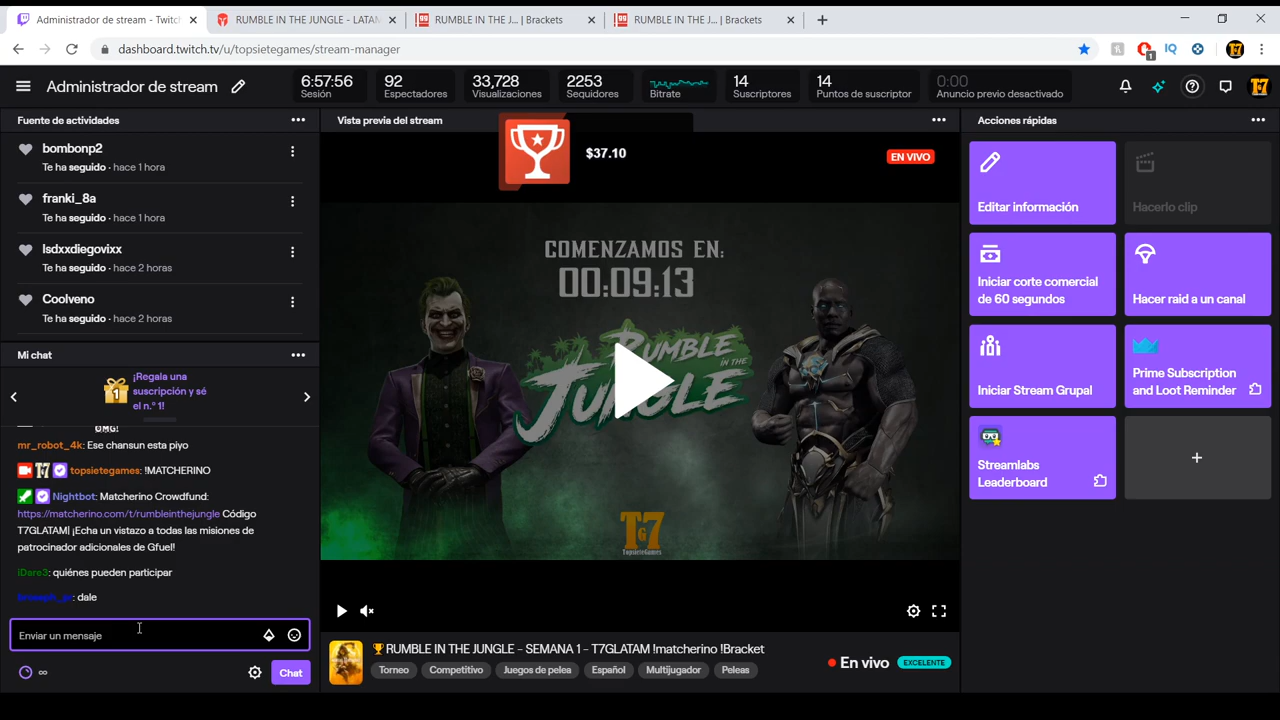 Administrador de stream - Twitch
RUMBLE IN THE JUNGLE - LATAM
RUMBLE IN THE J... | Brackets
RUMBLE IN THE J... | Brackets
dashboard.twitch.tv/u/topsietegames/stream-manager
1
IQ
Administrador de stream
6:57:56
Sesión
92
Espectadores
33,728
Visualizaciones
2253
Seguidores
Bitrate
14
Suscriptores
14
Puntos de suscriptor
0:00
Anuncio previo desactivado
Fuente de actividades
bombonp2
Te ha seguido · hace 1 hora
franki_8a
Te ha seguido · hace 1 hora
lsdxxdiegovixx
Te ha seguido · hace 2 horas
Coolveno
Te ha seguido · hace 2 horas
Mi chat
¡Regala una
suscripción y sé
el n.º 1!
1
OMG!
mr_robot_4k: Ese chansun esta piyo
topsietegames: !MATCHERINO
Nightbot: Matcherino Crowdfund:
https://matcherino.com/t/rumbleinthejungle Código
T7GLATAM| ¡Echa un vistazo a todas las misiones de
patrocinador adicionales de Gfuel!
iDare3: quiénes pueden participar
: dale
Enviar un mensaje
Chat
Vista previa del stream
$37.10
EN VIVO
COMENZAMOS EN:
00:09:13
RUMBLE
IN THE
JUNGLE
T7
G
TopsieteGames
🏆RUMBLE IN THE JUNGLE - SEMANA 1 - T7GLATAM !matcherino !Bracket
Torneo
Competitivo
Juegos de pelea
Español
Multijugador
Peleas
En vivo
EXCELENTE
Acciones rápidas
Editar información
Hacerlo clip
Iniciar corte comercial
de 60 segundos
Hacer raid a un canal
Iniciar Stream Grupal
Prime Subscription
and Loot Reminder
Streamlabs
Leaderboard